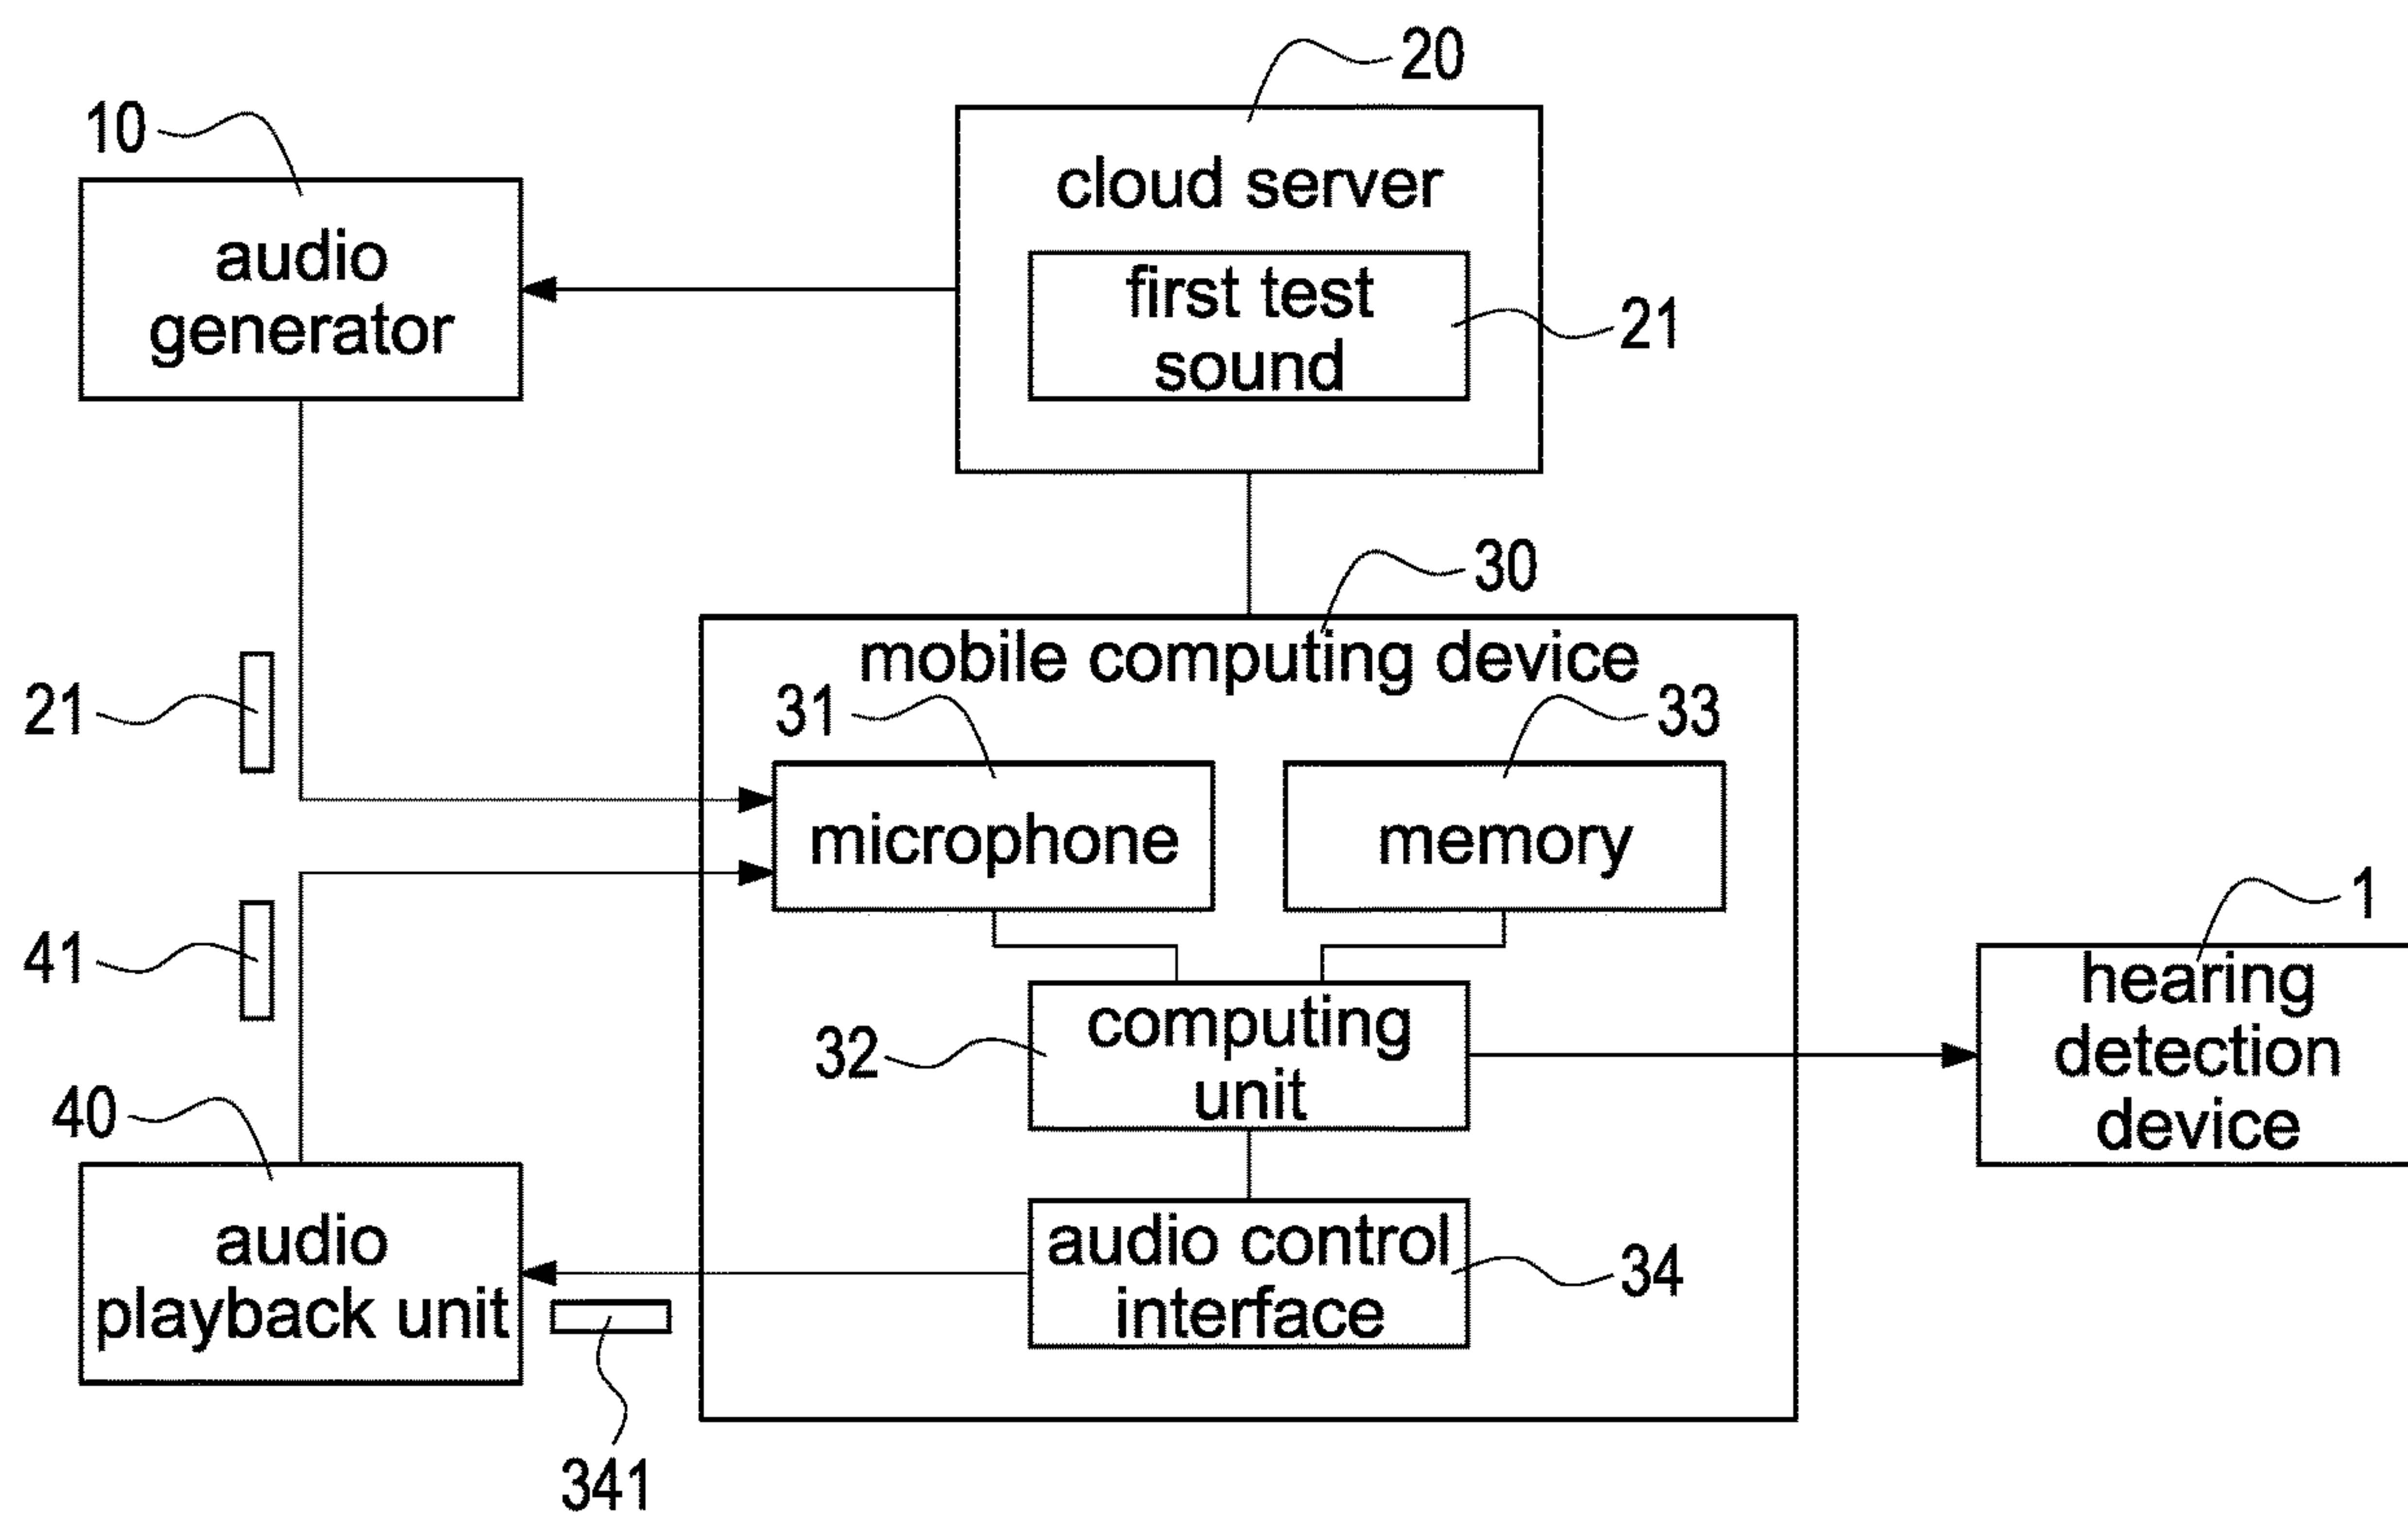 20
10
cloud server
audio
generator
first test
sound
21
30
mobile computing device
21
31
33
microphone
memory
1
41
hearing
detection
device
computing
unit
32
40
audio
playback unit
audio control
interface
34
341